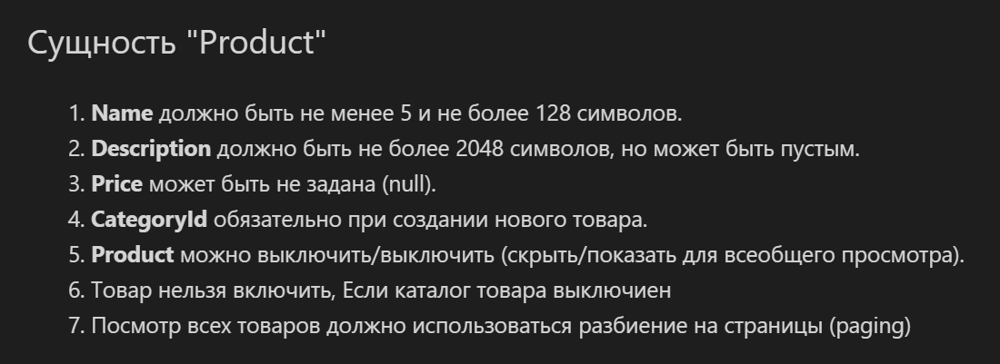 Сущность "Product"
1. Name должно быть не менее 5 и не более 128 символов.
2. Description должно быть не более 2048 символов, но может быть пустым.
3. Price может быть не задана (null).
4. CategoryId обязательно при создании нового товара.
5. Product можно выключить/выключить (скрыть/показать для всеобщего просмотра).
6. Товар нельзя включить, Если каталог товара выключиен
7. Посмотр всех товаров должно использоваться разбиение на страницы (paging)